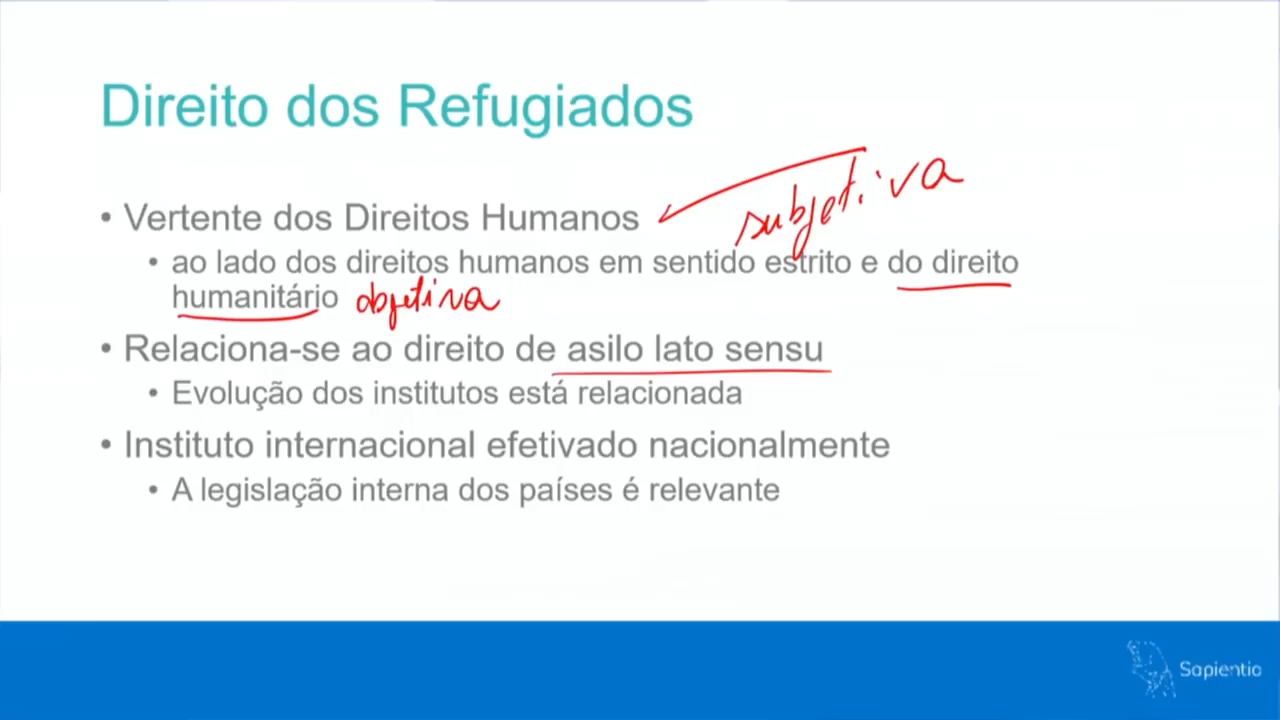 Direito dos Refugiados
subjetiva
• Vertente dos Direitos Humanos
• ao lado dos direitos humanos em sentido estrito e do direito
humanitário objetiva
• Relaciona-se ao direito de asilo lato sensu
• Evolução dos institutos está relacionada
• Instituto internacional efetivado nacionalmente
• A legislação interna dos países é relevante
Sapientia